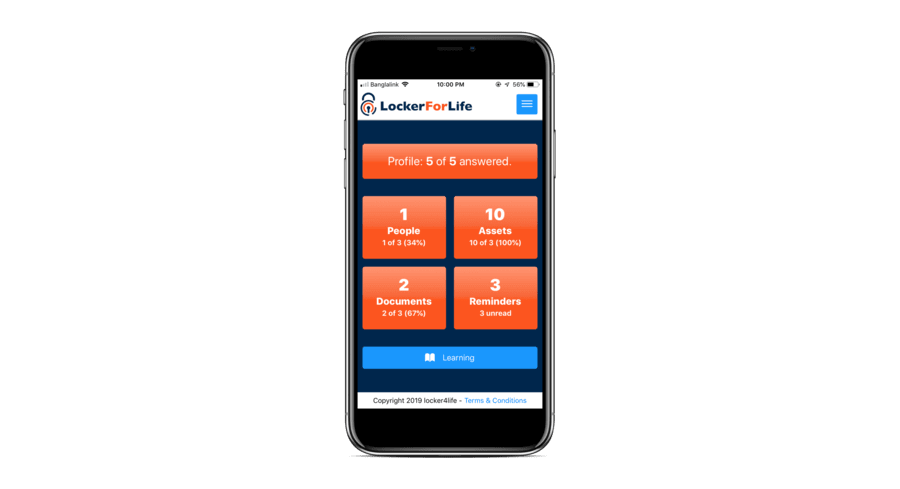 Banglalink 10:00 PM 56%
LockerForLife
Profile: 5 of 5 answered.
1
People
1 of 3 (34%)
10
Assets
10 of 3 (100%)
2
Documents
2 of 3 (67%)
3
Reminders
3 unread
Learning
Copyright 2019 locker4life - Terms & Conditions